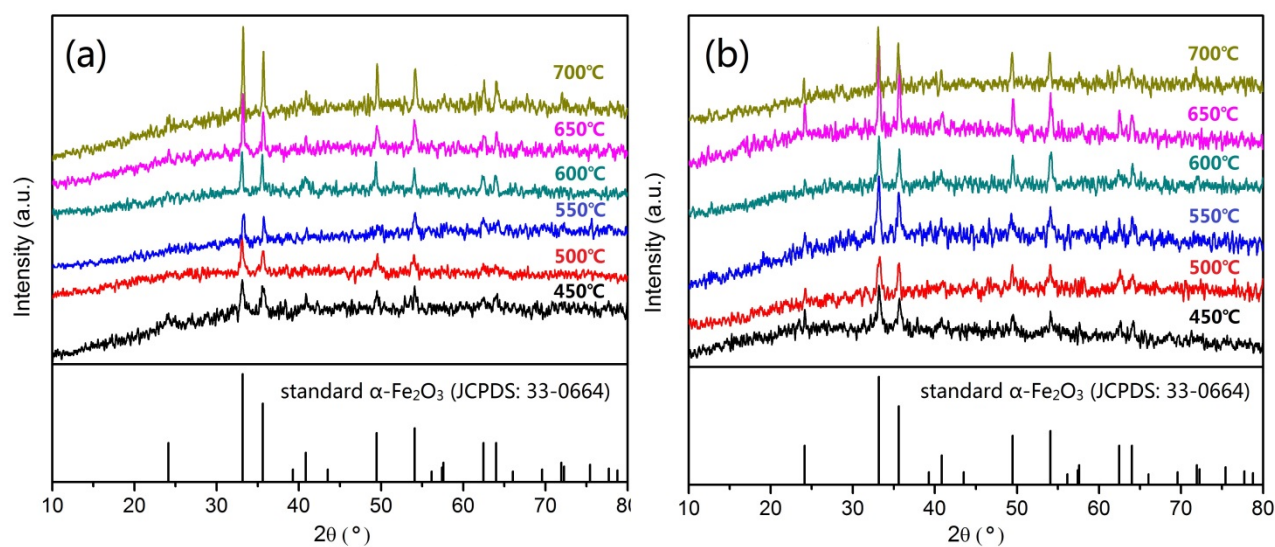 (a)
700℃
650℃
600℃
550℃
500℃
450℃
Intensity (a.u.)
standard α-Fe₂O₃ (JCPDS: 33-0664)
10 20 30 40 50 60 70 80
2θ (°)
(b)
700℃
650℃
600℃
550℃
500℃
450℃
Intensity (a.u.)
standard α-Fe₂O₃ (JCPDS: 33-0664)
10 20 30 40 50 60 70 80
2θ (°)